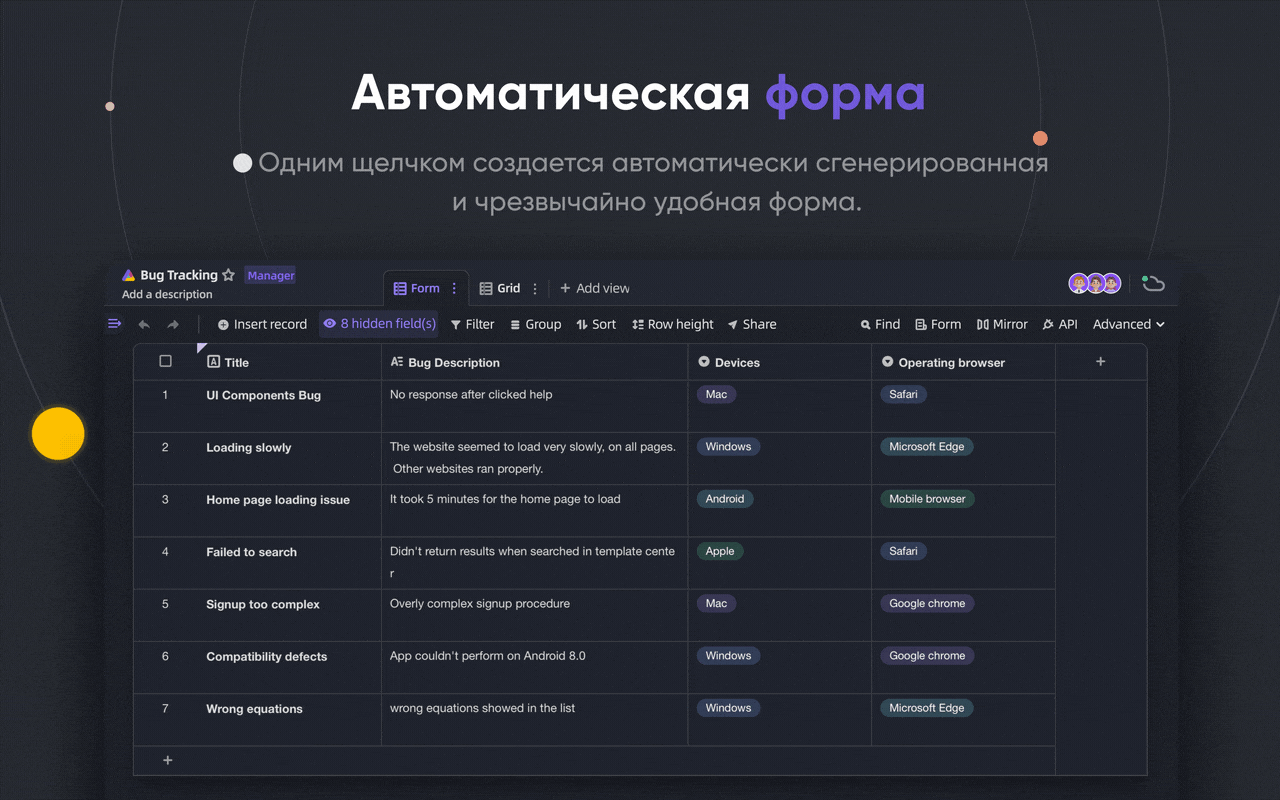 Автоматическая форма
Одним щелчком создается автоматически сгенерированная
и чрезвычайно удобная форма.
Bug Tracking Manager
Add a description
Form Grid Add view
Insert record 8 hidden field(s) Filter Group Sort Row height Share Find Form Mirror API Advanced
Title Bug Description Devices Operating browser
1 UI Components Bug No response after clicked help Mac Safari
2 Loading slowly The website seemed to load very slowly, on all pages. Windows Microsoft Edge
Other websites ran properly.
3 Home page loading issue It took 5 minutes for the home page to load Android Mobile browser
4 Failed to search Didn't return results when searched in template cente Apple Safari
r
5 Signup too complex Overly complex signup procedure Mac Google chrome
6 Compatibility defects App couldn't perform on Android 8.0 Windows Google chrome
7 Wrong equations wrong equations showed in the list Windows Microsoft Edge